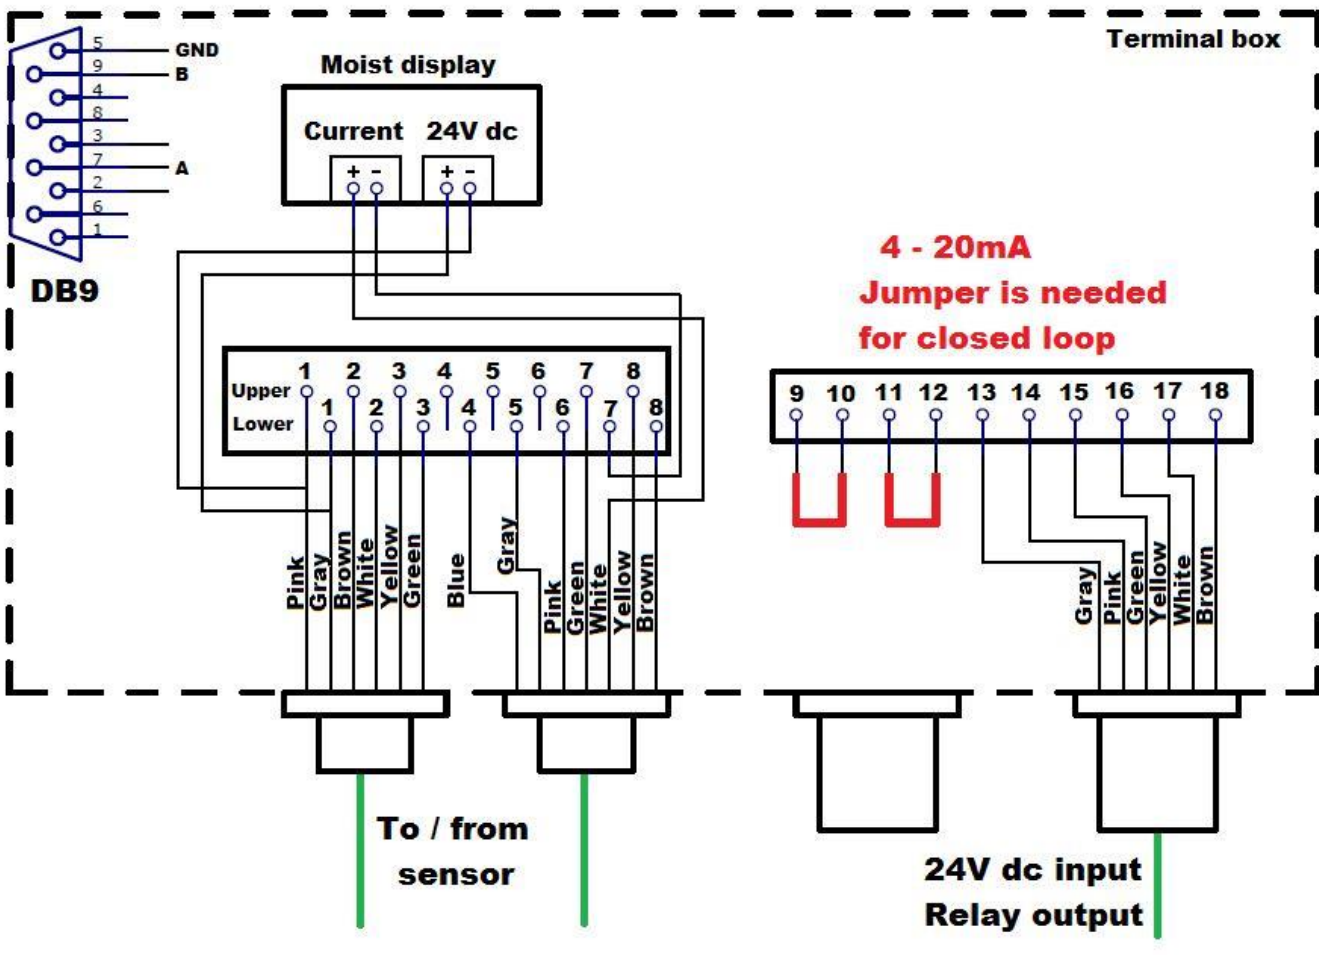 Terminal box
5 GND
9 B
4
8
3
7 A
2
6
1
DB9
Moist display
Current 24V dc
+ - + -
4 - 20mA
Jumper is needed
for closed loop
Upper 1 2 3 4 5 6 7 8
Lower 1 2 3 4 5 6 7 8
9 10 11 12 13 14 15 16 17 18
Pink
Gray
Brown
White
Yellow
Green
Blue
Gray
Pink
Green
White
Yellow
Brown
Gray
Pink
Green
Yellow
White
Brown
To / from
sensor
24V dc input
Relay output